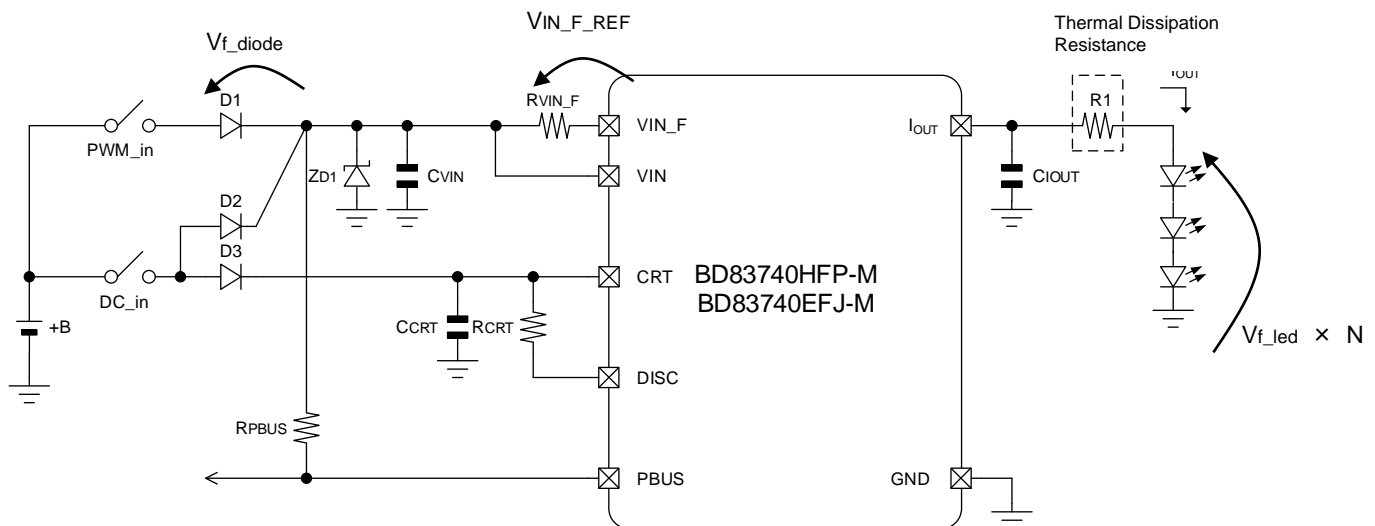 VIN_F_REF
Vf_diode
Thermal Dissipation
Resistance
IOUT
D1
RVIN_F
R1
PWM_in
VIN_F
IOUT
ZD1
CVIN
VIN
CIOUT
D2
D3
DC_in
CRT
BD83740HFP-M
BD83740EFJ-M
+B
CCRT
RCRT
Vf_led × N
DISC
RPBUS
PBUS
GND